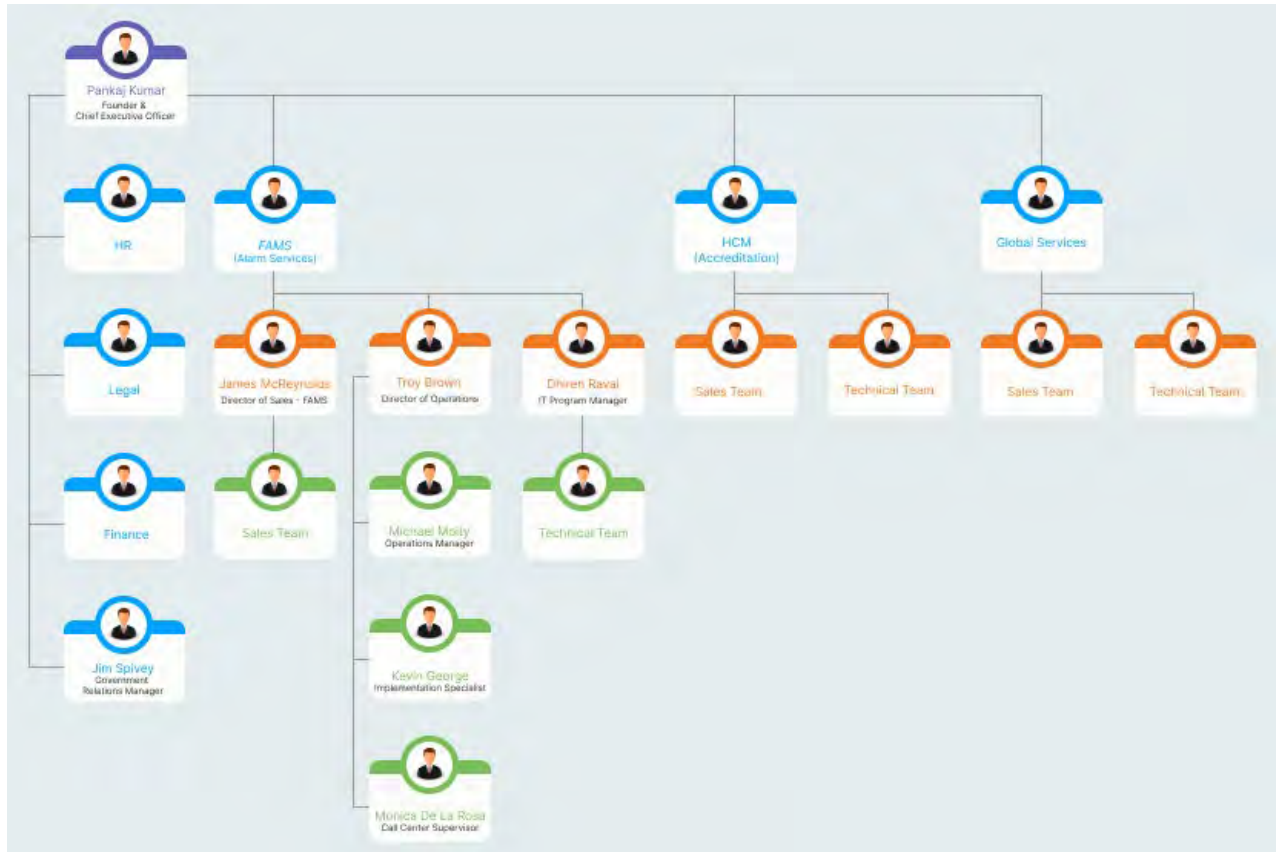 Pankaj Kumar
Founder &
Chief Executive Officer
HR
FAMS
(Alarm Services)
HCM
(Accreditation)
Global Services
Legal
James McReynolds
Director of Sales - FAMS
Troy Brown
Director of Operations
Dhiren Raval
IT Program Manager
Sales Team
Technical Team
Sales Team
Technical Team
Finance
Sales Team
Michael Molly
Operations Manager
Technical Team
Jim Spivey
Government
Relations Manager
Kevin George
Implementation Specialist
Monica De La Rosa
Call Center Supervisor